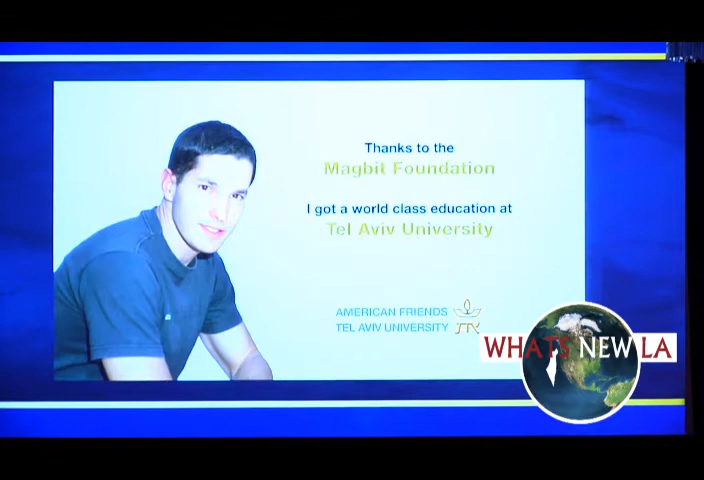 Thanks to the
Magbit Foundation
I got a world class education at
Tel Aviv University
AMERICAN FRIENDS
TEL AVIV UNIVERSITY
WHATS NEW LA